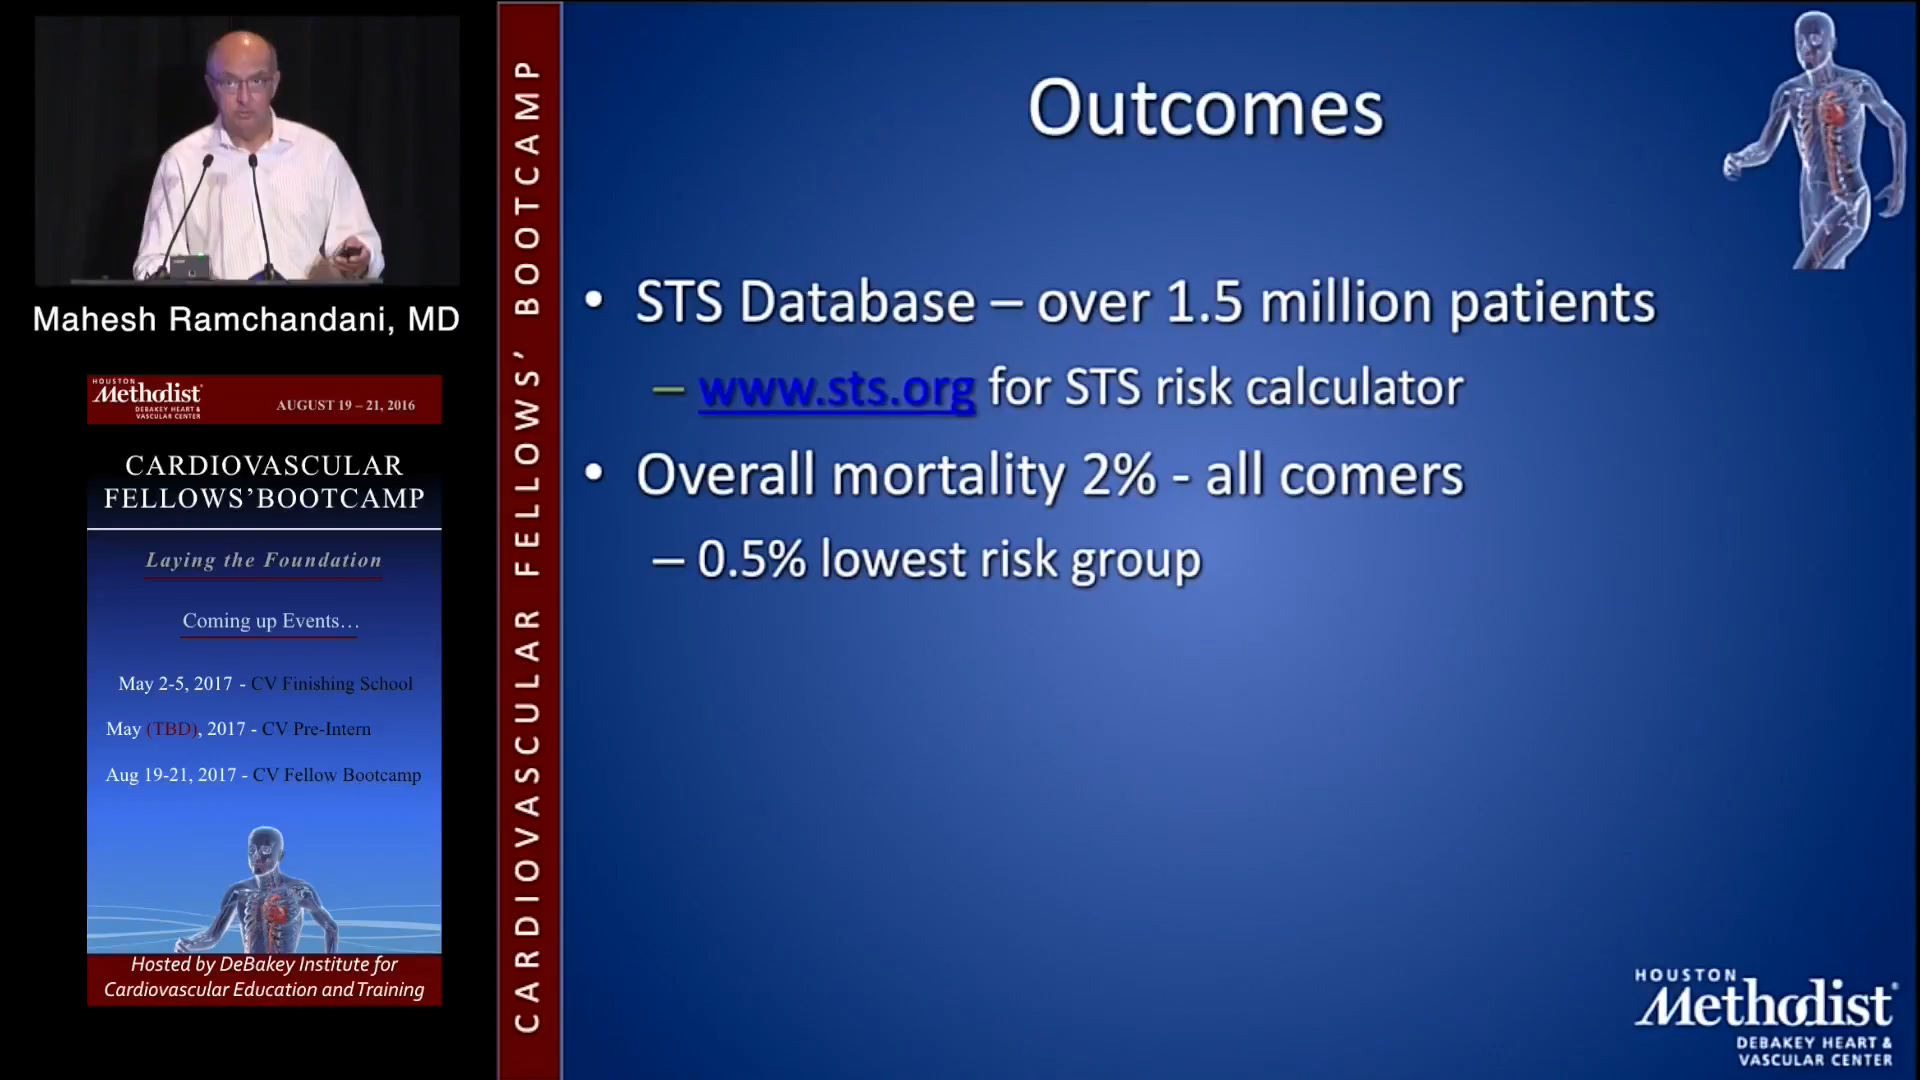 Mahesh Ramchandani, MD
HOUSTON
Methodist
DEBAKEY HEART &
VASCULAR CENTER
AUGUST 19 – 21, 2016
CARDIOVASCULAR
FELLOWS’BOOTCAMP
Laying the Foundation
Coming up Events…
May 2-5, 2017 - CV Finishing School
May (TBD), 2017 - CV Pre-Intern
Aug 19-21, 2017 - CV Fellow Bootcamp
Hosted by DeBakey Institute for
Cardiovascular Education and Training
CARDIOVASCULAR FELLOWS’ BOOTCAMP
Outcomes
• STS Database – over 1.5 million patients
– www.sts.org for STS risk calculator
• Overall mortality 2% - all comers
– 0.5% lowest risk group
HOUSTON
Methodist®
DEBAKEY HEART &
VASCULAR CENTER